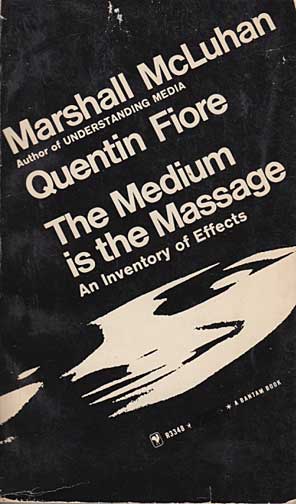 Marshall McLuhan
Author of UNDERSTANDING MEDIA
Quentin Fiore
The Medium
is the Massage
An Inventory of Effects
R3348 * * A BANTAM BOOK